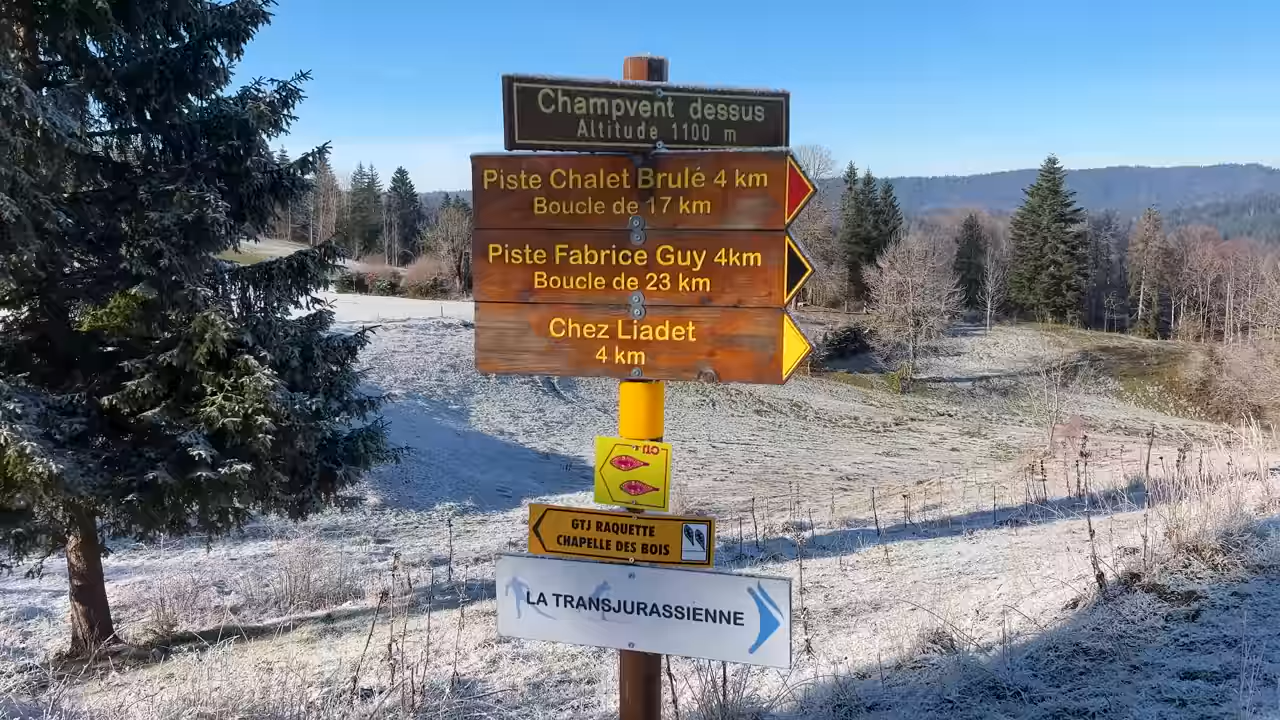 Champvent dessus
Altitude 1100 m
Piste Chalet Brulé 4 km
Boucle de 17 km
Piste Fabrice Guy 4km
Boucle de 23 km
Chez Liadet
4 km
GTJ RAQUETTE
CHAPELLE DES BOIS
LA TRANSJURASSIENNE